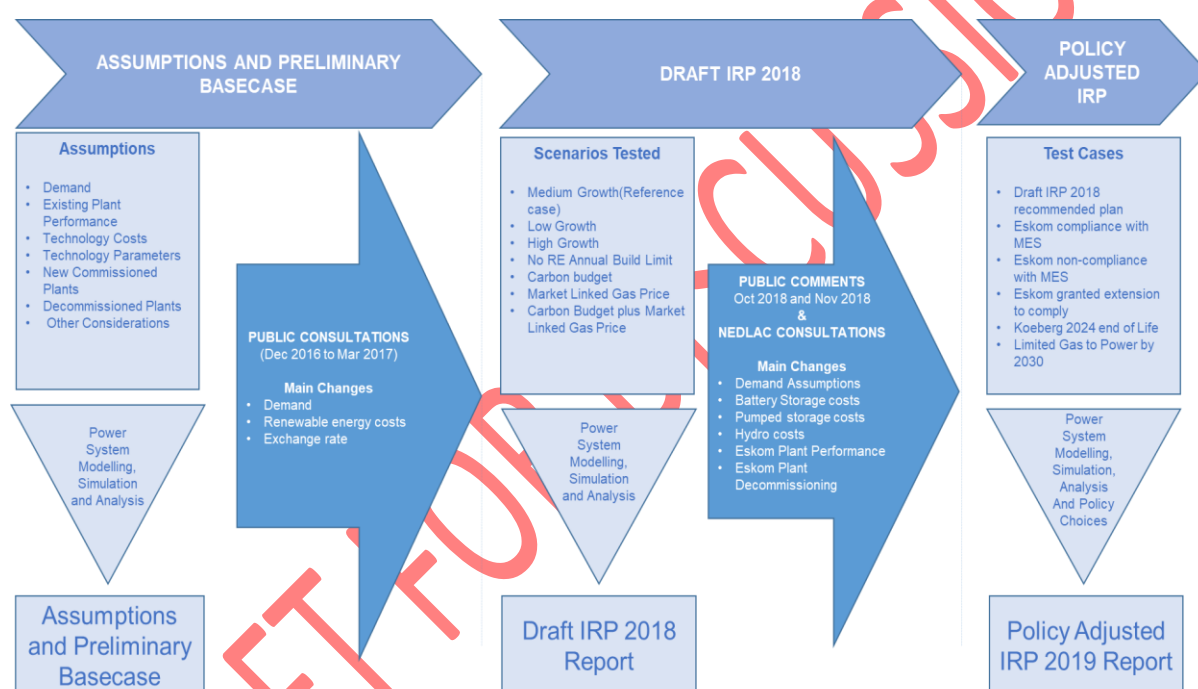 ASSUMPTIONS AND PRELIMINARY
BASECASE
Assumptions
• Demand
• Existing Plant
Performance
• Technology Costs
• Technology Parameters
• New Commissioned
Plants
• Decommissioned Plants
• Other Considerations
Power
System
Modelling,
Simulation
and Analysis
Assumptions
and Preliminary
Basecase
PUBLIC CONSULTATIONS
(Dec 2016 to Mar 2017)
Main Changes
• Demand
• Renewable energy costs
• Exchange rate
DRAFT IRP 2018
Scenarios Tested
• Medium Growth(Reference
case)
• Low Growth
• High Growth
• No RE Annual Build Limit
• Carbon budget
• Market Linked Gas Price
• Carbon Budget plus Market
Linked Gas Price
Power
System
Modelling,
Simulation
and Analysis
Draft IRP 2018
Report
PUBLIC COMMENTS
Oct 2018 and Nov 2018
&
NEDLAC CONSULTATIONS
Main Changes
• Demand Assumptions
• Battery Storage costs
• Pumped storage costs
• Hydro costs
• Eskom Plant Performance
• Eskom Plant
Decommissioning
POLICY
ADJUSTED
IRP
Test Cases
• Draft IRP 2018
recommended plan
• Eskom compliance with
MES
• Eskom non-compliance
with MES
• Eskom granted extension
to comply
• Koeberg 2024 end of Life
• Limited Gas to Power by
2030
Power
System
Modelling,
Simulation,
Analysis
And Policy
Choices
Policy Adjusted
IRP 2019 Report